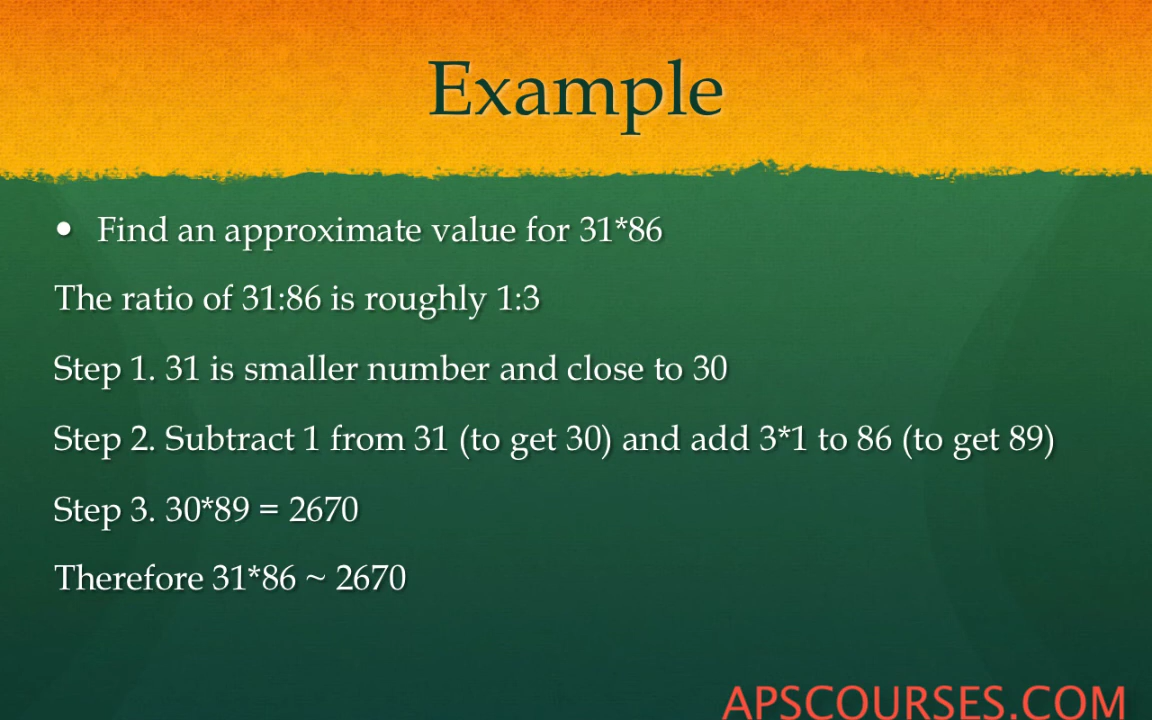 Example
• Find an approximate value for 31*86
The ratio of 31:86 is roughly 1:3
Step 1. 31 is smaller number and close to 30
Step 2. Subtract 1 from 31 (to get 30) and add 3*1 to 86 (to get 89)
Step 3. 30*89 = 2670
Therefore 31*86 ~ 2670
APSCOURSES.COM